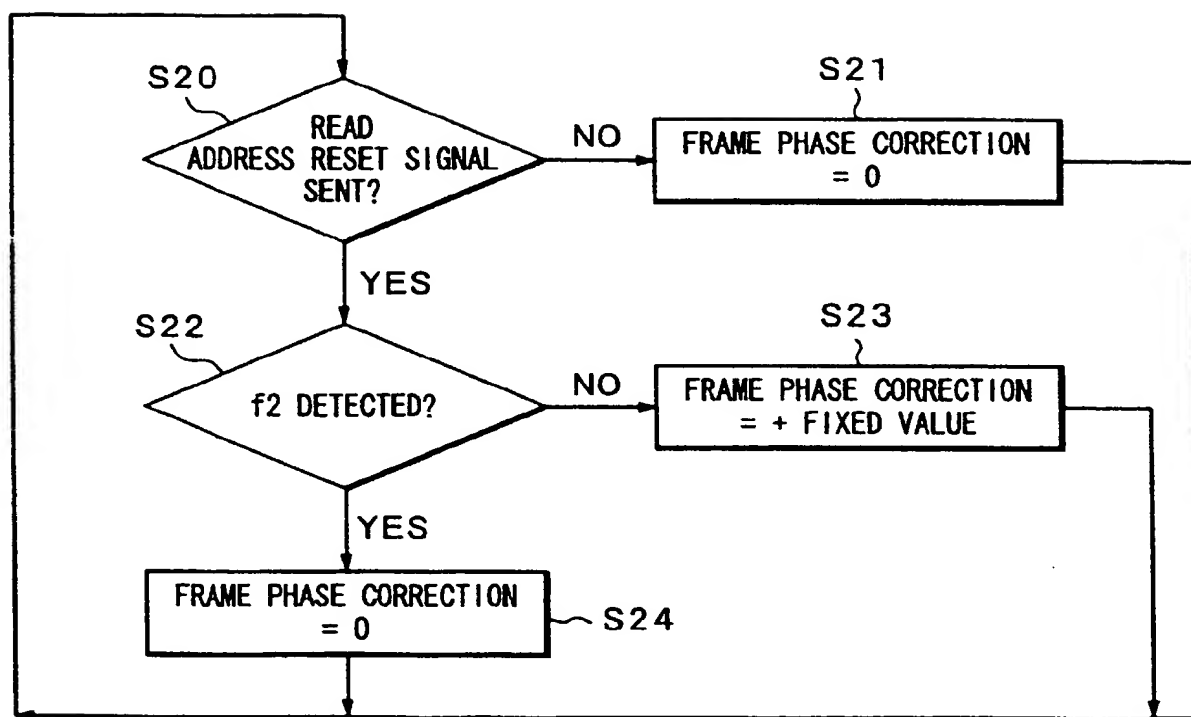 S20
READ
ADDRESS RESET SIGNAL
SENT?
NO
S21
FRAME PHASE CORRECTION
= 0
YES
S22
f2 DETECTED?
NO
S23
FRAME PHASE CORRECTION
= + FIXED VALUE
YES
FRAME PHASE CORRECTION
= 0
S24